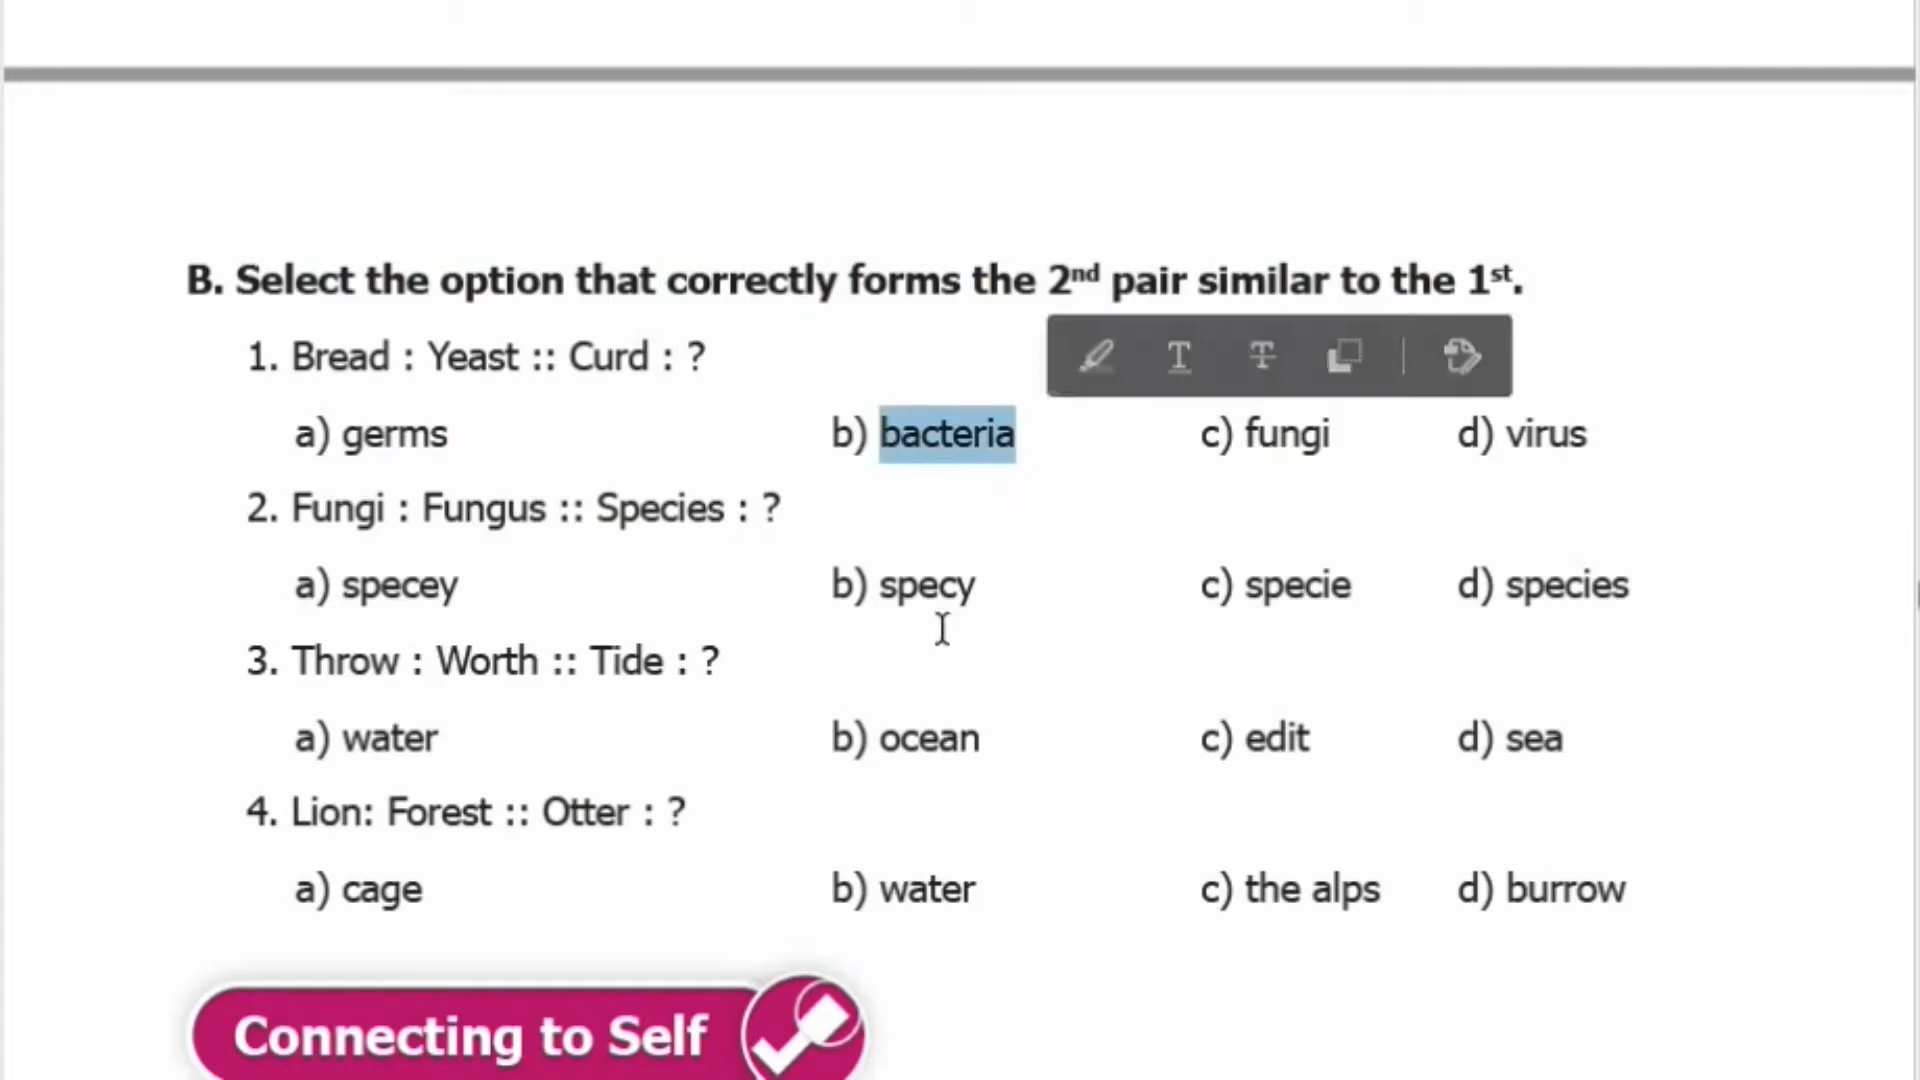 B. Select the option that correctly forms the 2nd pair similar to the 1st.
1. Bread : Yeast :: Curd : ?
a) germs b) bacteria c) fungi d) virus
2. Fungi : Fungus :: Species : ?
a) specey b) specy c) specie d) species
3. Throw : Worth :: Tide : ?
a) water b) ocean c) edit d) sea
4. Lion: Forest :: Otter : ?
a) cage b) water c) the alps d) burrow
Connecting to Self